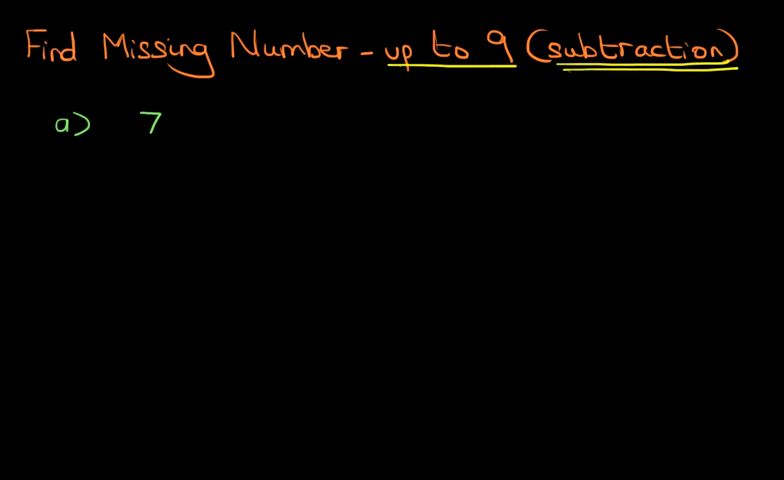 Find Missing Number - up to 9 (subtraction)
a) 7